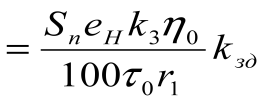 = \frac{S_n e_H k_3 \eta_0}{100 \tau_0 r_1} k_{зд}